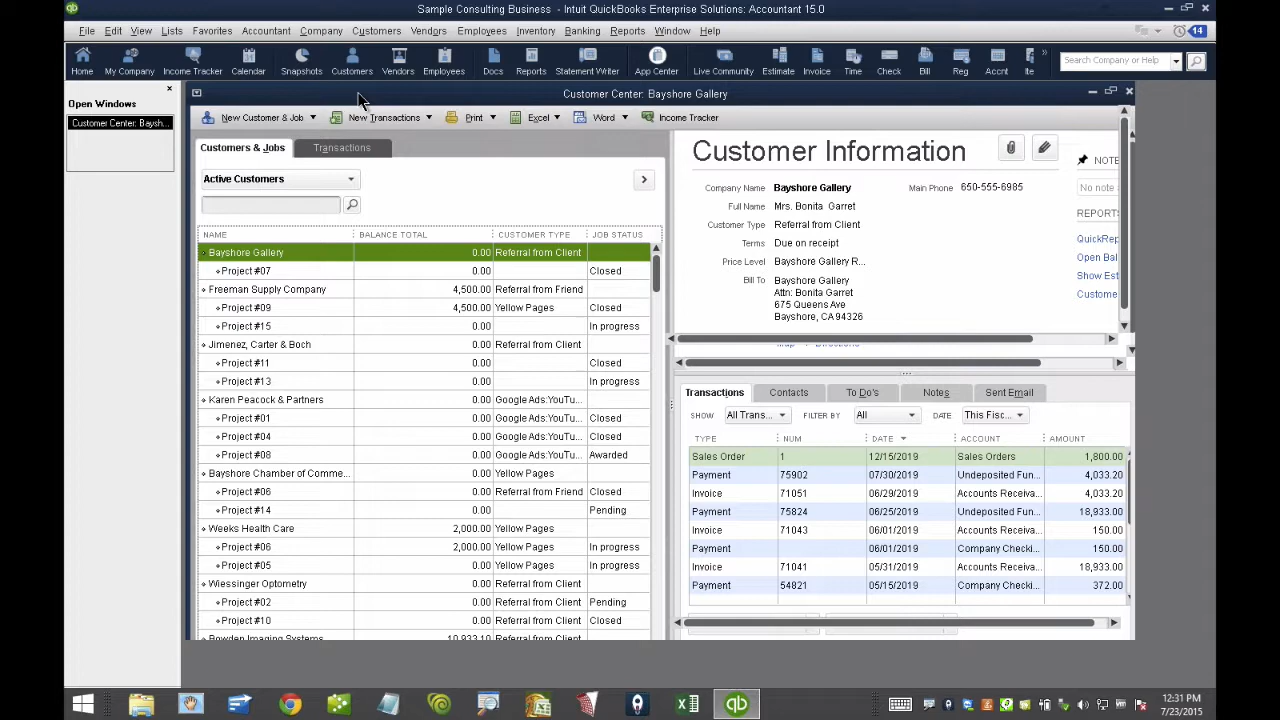 Sample Consulting Business - Intuit QuickBooks Enterprise Solutions: Accountant 15.0
File Edit View Lists Favorites Accountant Company Customers Vendors Employees Inventory Banking Reports Window Help 14
Home My Company Income Tracker Calendar Snapshots Customers Vendors Employees Docs Reports Statement Writer App Center Live Community Estimate Invoice Time Check Bill Reg Accnt Ite Search Company or Help
Open Windows
Customer Center: Baysh...
Customer Center: Bayshore Gallery
New Customer & Job New Transactions Print Excel Word Income Tracker
Customers & Jobs Transactions
Active Customers
NAME BALANCE TOTAL CUSTOMER TYPE JOB STATUS
Bayshore Gallery 0.00 Referral from Client
Project #07 0.00 Closed
Freeman Supply Company 4,500.00 Referral from Friend
Project #09 4,500.00 Yellow Pages Closed
Project #15 0.00 In progress
Jimenez, Carter & Boch 0.00 Referral from Client
Project #11 0.00 Closed
Project #13 0.00 In progress
Karen Peacock & Partners 0.00 Google Ads:YouTu...
Project #01 0.00 Google Ads:YouTu... Closed
Project #04 0.00 Google Ads:YouTu... Closed
Project #08 0.00 Google Ads:YouTu... Awarded
Bayshore Chamber of Comme... 0.00 Yellow Pages
Project #06 0.00 Referral from Friend Closed
Project #14 0.00 Pending
Weeks Health Care 2,000.00 Yellow Pages
Project #06 2,000.00 Yellow Pages In progress
Project #05 0.00 Yellow Pages In progress
Wiessinger Optometry 0.00 Referral from Client
Project #02 0.00 Referral from Client Pending
Project #10 0.00 Referral from Client Closed
Bowden Imaging Systems 10,933.10 Referral from Client
Customer Information
Company Name Bayshore Gallery Main Phone 650-555-6985
Full Name Mrs. Bonita Garret
Customer Type Referral from Client
Terms Due on receipt
Price Level Bayshore Gallery R...
Bill To Bayshore Gallery
Attn: Bonita Garret
675 Queens Ave
Bayshore, CA 94326
NOTE
No note
REPORT
QuickRep
Open Bal
Show Est
Custome
Transactions Contacts To Do's Notes Sent Email
SHOW All Trans... FILTER BY All DATE This Fisc...
TYPE NUM DATE ACCOUNT AMOUNT
Sales Order 1 12/15/2019 Sales Orders 1,800.00
Payment 75902 07/30/2019 Undeposited Fun... 4,033.20
Invoice 71051 06/29/2019 Accounts Receiva... 4,033.20
Payment 75824 06/25/2019 Undeposited Fun... 18,933.00
Invoice 71043 06/01/2019 Accounts Receiva... 150.00
Payment 06/01/2019 Company Checki... 150.00
Invoice 71041 05/31/2019 Accounts Receiva... 18,933.00
Payment 54821 05/15/2019 Company Checki... 372.00
12:31 PM
7/23/2015